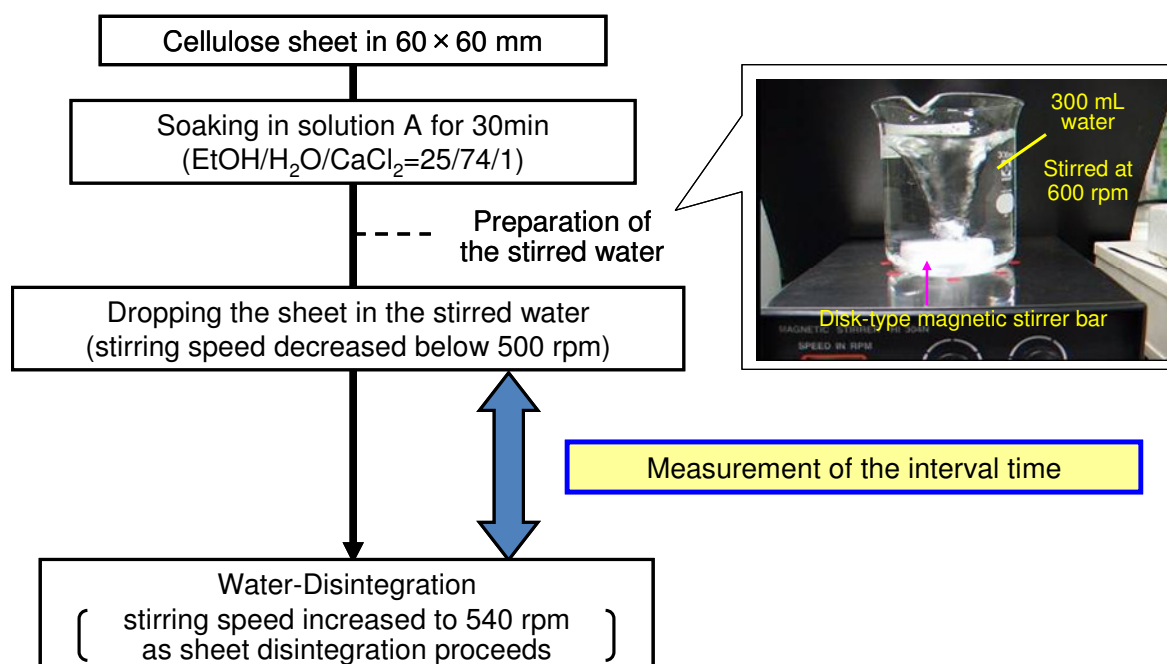 Cellulose sheet in 60 × 60 mm
Soaking in solution A for 30min
(EtOH/H₂O/CaCl₂=25/74/1)
Preparation of
the stirred water
300 mL
water
Stirred at
600 rpm
Disk-type magnetic stirrer bar
MAGNETIC STIRRER
SPEED IN RPM
Dropping the sheet in the stirred water
(stirring speed decreased below 500 rpm)
Measurement of the interval time
Water-Disintegration
stirring speed increased to 540 rpm
as sheet disintegration proceeds